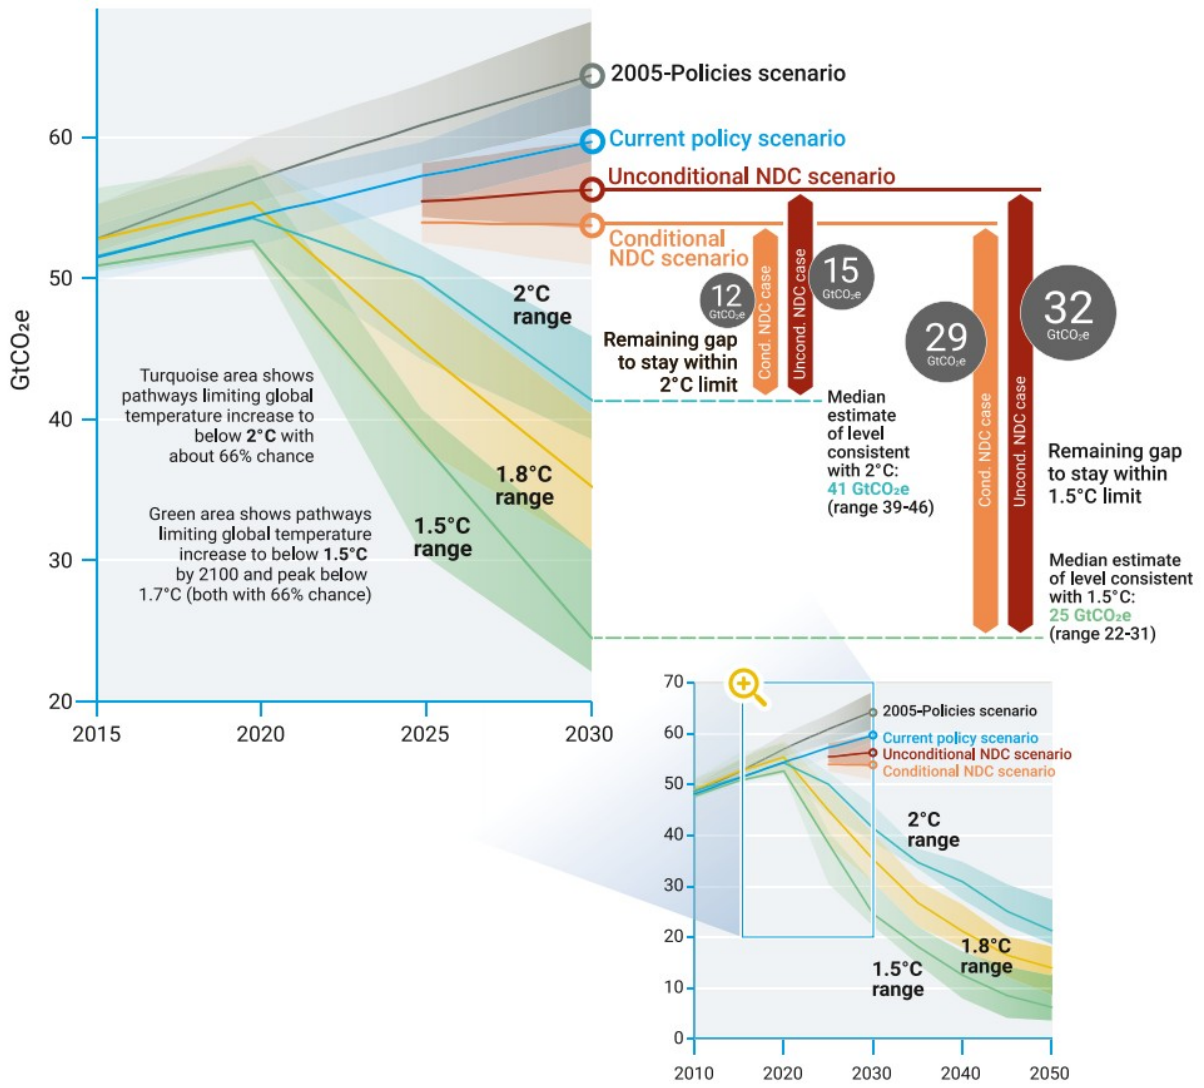 GtCO₂e
60
50
40
30
20
2015
2020
2025
2030
2005-Policies scenario
Current policy scenario
Unconditional NDC scenario
Conditional
NDC scenario
2°C
range
1.8°C
range
1.5°C
range
Turquoise area shows
pathways limiting global
temperature increase to
below 2°C with
about 66% chance
Green area shows pathways
limiting global temperature
increase to below 1.5°C
by 2100 and peak below
1.7°C (both with 66% chance)
12
GtCO₂e
Cond. NDC case
Uncond. NDC case
15
GtCO₂e
Remaining gap
to stay within
2°C limit
Median
estimate
of level
consistent
with 2°C:
41 GtCO₂e
(range 39-46)
29
GtCO₂e
Cond. NDC case
Uncond. NDC case
32
GtCO₂e
Remaining gap
to stay within
1.5°C limit
Median estimate
of level consistent
with 1.5°C:
25 GtCO₂e
(range 22-31)
70
60
50
40
30
20
10
0
2010
2020
2030
2040
2050
2005-Policies scenario
Current policy scenario
Unconditional NDC scenario
Conditional NDC scenario
2°C
range
1.8°C
range
1.5°C
range